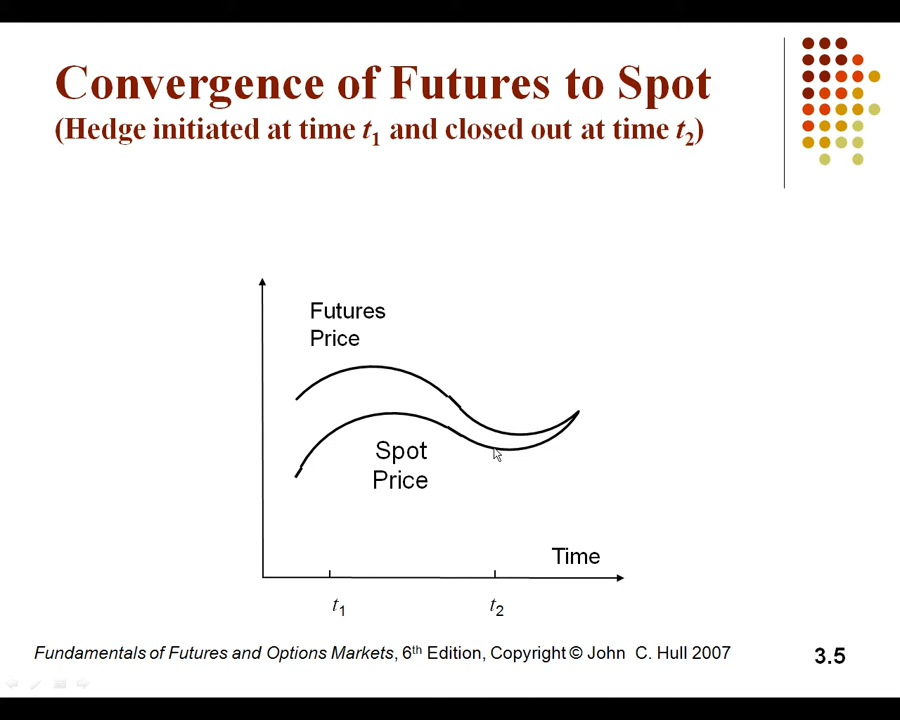 Convergence of Futures to Spot
(Hedge initiated at time t1 and closed out at time t2)
Futures
Price
Spot
Price
Time
t1
t2
Fundamentals of Futures and Options Markets, 6th Edition, Copyright © John C. Hull 2007
3.5